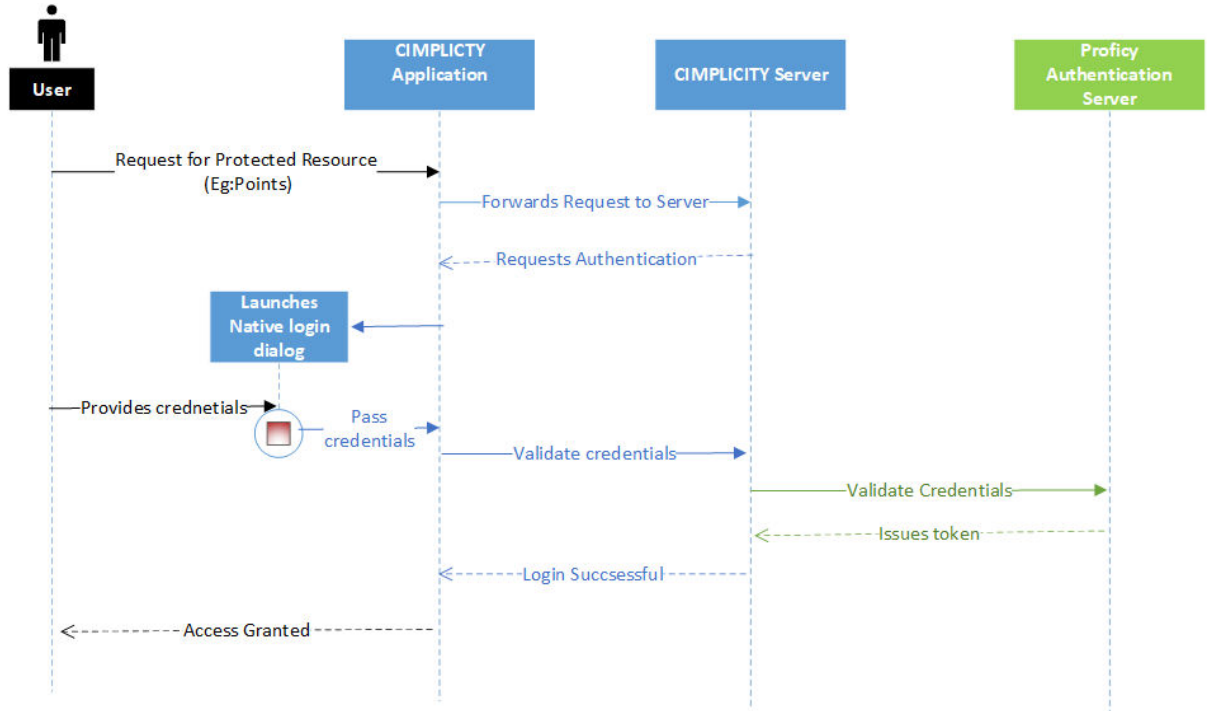 User
CIMPLICTY
Application
CIMPLICITY Server
Proficy
Authentication
Server
Request for Protected Resource
(Eg:Points)
Forwards Request to Server
Requests Authentication
Launches
Native login
dialog
Provides crednetials
Pass
credentials
Validate credentials
Validate Credentials
Issues token
Login Succsessful
Access Granted